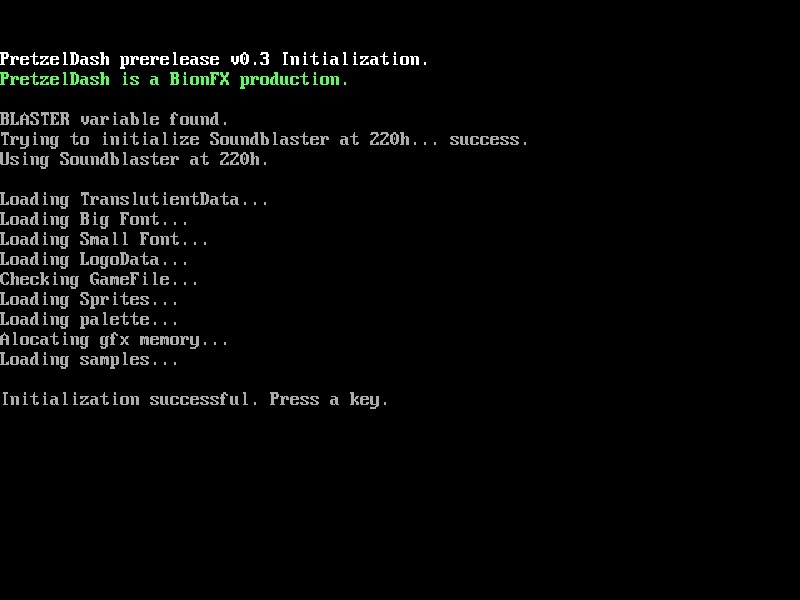 PretzelDash prerelease v0.3 Initialization.
PretzelDash is a BionFX production.
BLASTER variable found.
Trying to initialize Soundblaster at 220h... success.
Using Soundblaster at 220h.
Loading TranslutientData...
Loading Big Font...
Loading Small Font...
Loading LogoData...
Checking GameFile...
Loading Sprites...
Loading palette...
Alocating gfx memory...
Loading samples...
Initialization successful. Press a key.